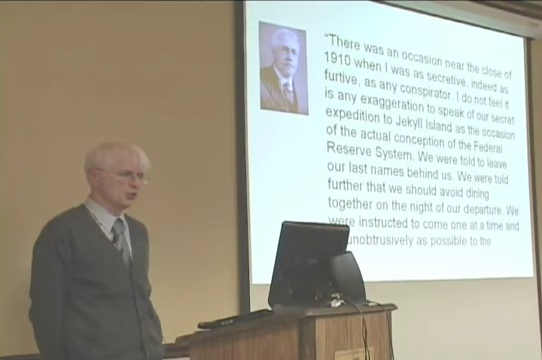 "There was an occasion near the close of
1910 when I was as secretive, indeed as
furtive, as any conspirator. I do not feel it
is any exaggeration to speak of our secret
expedition to Jekyll Island as the occasion
of the actual conception of the Federal
Reserve System. We were told to leave
our last names behind us. We were told
further that we should avoid dining
together on the night of our departure. We
were instructed to come one at a time and
unobtrusively as possible to the